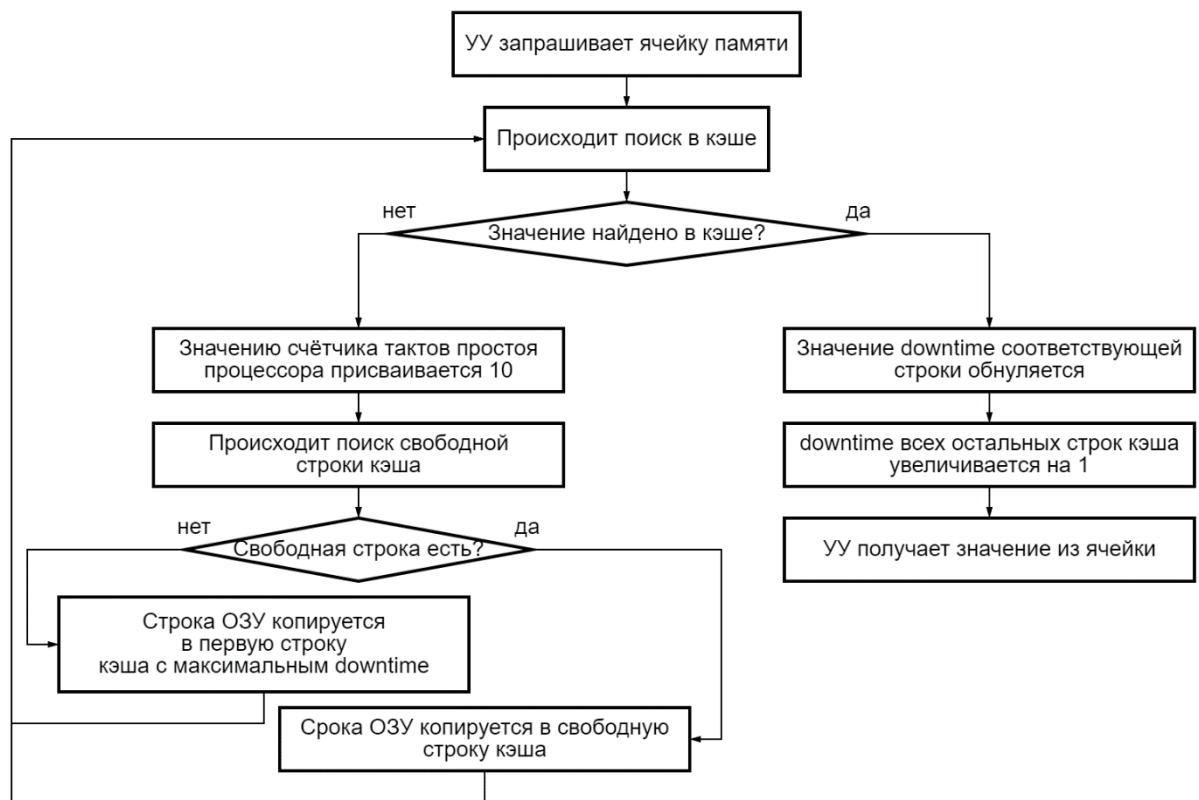 УУ запрашивает ячейку памяти
Происходит поиск в кэше
нет
да
Значение найдено в кэше?
Значению счётчика тактов простоя
процессора присваивается 10
Значение downtime соответствующей
строки обнуляется
Происходит поиск свободной
строки кэша
downtime всех остальных строк кэша
увеличивается на 1
нет
да
Свободная строка есть?
УУ получает значение из ячейки
Строка ОЗУ копируется
в первую строку
кэша с максимальным downtime
Срока ОЗУ копируется в свободную
строку кэша